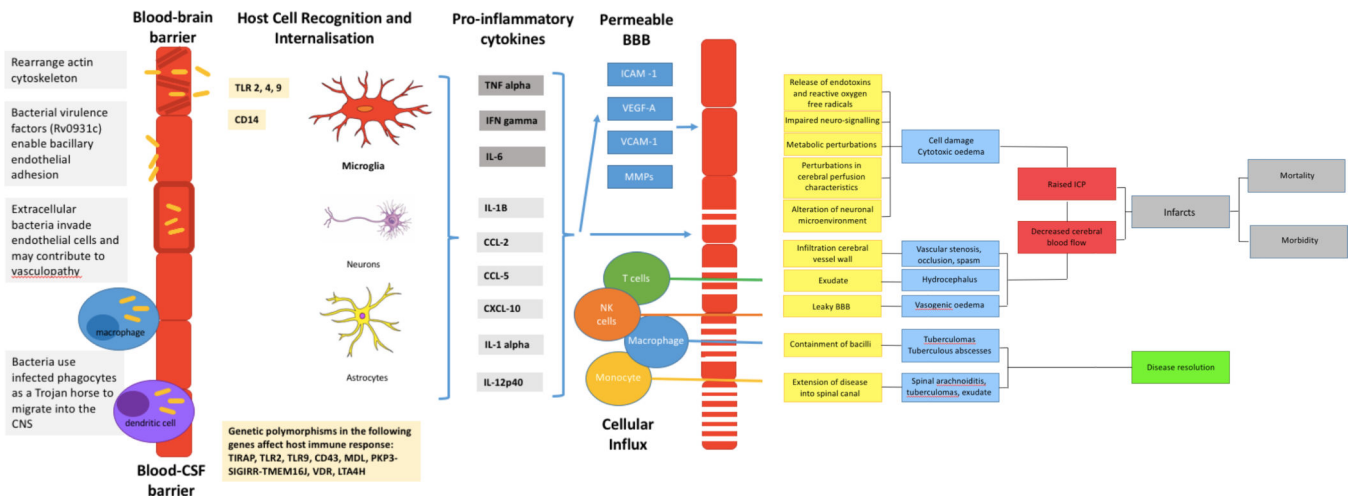 Blood-brain
barrier
Rearrange actin
cytoskeleton
Bacterial virulence
factors (Rv0931c)
enable bacillary
endothelial
adhesion
Extracellular
bacteria invade
endothelial cells and
may contribute to
vasculopathy
macrophage
Bacteria use
infected phagocytes
as a Trojan horse to
migrate into the
CNS
dendritic cell
Blood-CSF
barrier
Host Cell Recognition and
Internalisation
TLR 2, 4, 9
CD14
Microglia
Neurons
Astrocytes
Genetic polymorphisms in the following
genes affect host immune response:
TIRAP, TLR2, TLR9, CD43, MDL, PKP3-
SIGIRR-TMEM16J, VDR, LTA4H
Pro-inflammatory
cytokines
TNF alpha
IFN gamma
IL-6
IL-1B
CCL-2
CCL-5
CXCL-10
IL-1 alpha
IL-12p40
Permeable
BBB
ICAM -1
VEGF-A
VCAM-1
MMPs
T cells
NK
cells
Macrophage
Monocyte
Cellular
Influx
Release of endotoxins
and reactive oxygen
free radicals
Impaired neuro-signalling
Metabolic perturbations
Perturbations in
cerebral perfusion
characteristics
Alteration of neuronal
microenvironment
Infiltration cerebral
vessel wall
Exudate
Leaky BBB
Containment of bacilli
Extension of disease
into spinal canal
Cell damage
Cytotoxic oedema
Vascular stenosis,
occlusion, spasm
Hydrocephalus
Vasogenic oedema
Tuberculomas
Tuberculous abscesses
Spinal arachnoiditis,
tuberculomas, exudate
Raised ICP
Decreased cerebral
blood flow
Infarcts
Mortality
Morbidity
Disease resolution